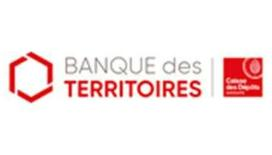 BANQUE des
TERRITOIRES
Caisse
des Dépôts